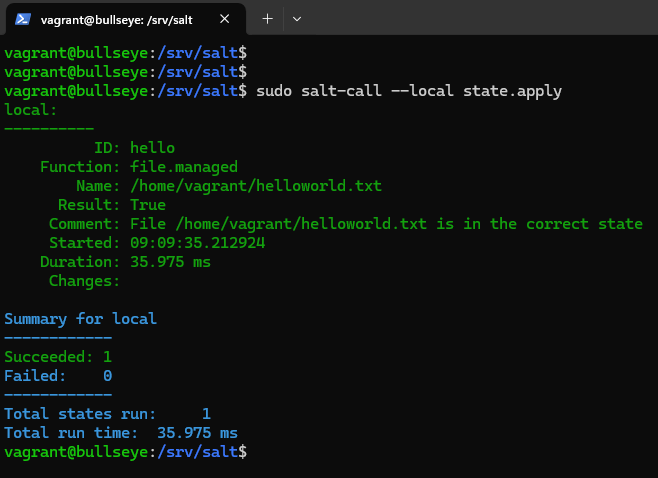 vagrant@bullseye: /srv/salt
vagrant@bullseye:/srv/salt$
vagrant@bullseye:/srv/salt$
vagrant@bullseye:/srv/salt$ sudo salt-call --local state.apply
local:
----------
          ID: hello
    Function: file.managed
        Name: /home/vagrant/helloworld.txt
      Result: True
     Comment: File /home/vagrant/helloworld.txt is in the correct state
     Started: 09:09:35.212924
    Duration: 35.975 ms
     Changes:

Summary for local
------------
Succeeded: 1
Failed:    0
------------
Total states run:     1
Total run time:  35.975 ms
vagrant@bullseye:/srv/salt$